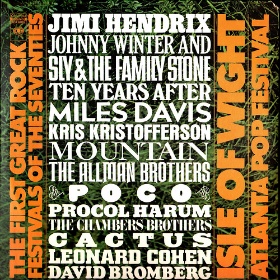 THE FIRST GREAT ROCK
FESTIVALS OF THE SEVENTIES
JIMI HENDRIX
JOHNNY WINTER AND
SLY & THE FAMILY STONE
TEN YEARS AFTER
MILES DAVIS
KRIS KRISTOFFERSON
MOUNTAIN
THE ALLMAN BROTHERS
POCO
PROCOL HARUM
THE CHAMBERS BROTHERS
CACTUS
LEONARD COHEN
DAVID BROMBERG
ISLE OF WIGHT
ATLANTA POP FESTIVAL